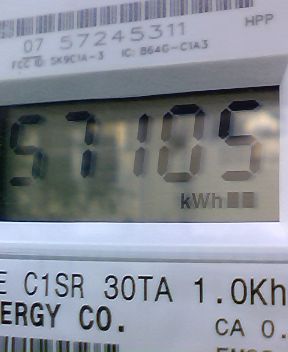 HPP
07 57245311
FCC ID: SK9C1A-3 IC: 864G-C1A3
57105
kWh
E C1SR 30TA 1.0Kh
ERGY CO.
CA 0.